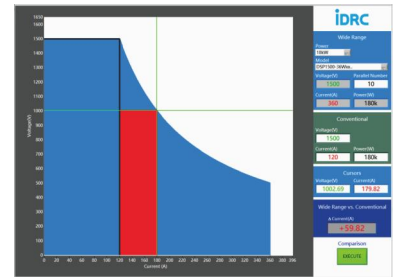 iDRC
Wide Range
Power
18kW
Model
Voltage(V) Parallel Number
1500 10
Current(A) Power(W)
360 180k
Conventional
Voltage(V)
1500
Current(A) Power(W)
120 180k
Cursors
Voltage(V) Current(A)
1002.69 179.82
Wide Range vs. Conventional
Δ Current(A)
+59.82
Comparison
EXECUTE
Voltage(V)
1650
1600
1500
1400
1300
1200
1100
1000
900
800
700
600
500
400
300
200
100
0
0 20 40 60 80 100 120 140 160 180 200 220 240 260 280 300 320 340 360 380 396
Current (A)